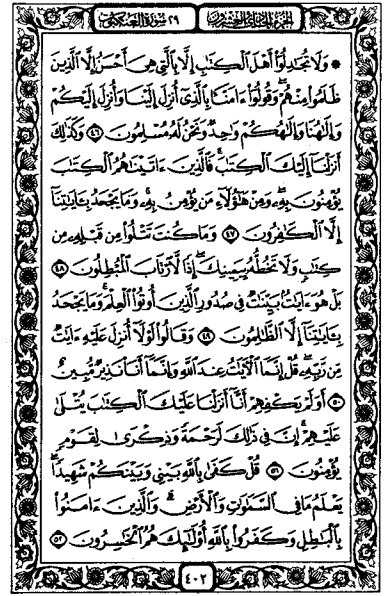 الجزء الحادي والعشرون ٢٩ سورة العنكبوت
۞ وَلَا تُجَٰدِلُوٓا۟ أَهْلَ ٱلْكِتَٰبِ إِلَّا بِٱلَّتِى هِىَ أَحْسَنُ إِلَّا ٱلَّذِينَ
ظَلَمُوا۟ مِنْهُمْ ۖ وَقُولُوٓا۟ ءَامَنَّا بِٱلَّذِىٓ أُنزِلَ إِلَيْنَا وَأُنزِلَ إِلَيْكُمْ
وَإِلَٰهُنَا وَإِلَٰهُكُمْ وَٰحِدٌ وَنَحْنُ لَهُۥ مُسْلِمُونَ ٤٦ وَكَذَٰلِكَ
أَنزَلْنَآ إِلَيْكَ ٱلْكِتَٰبَ ۚ فَٱلَّذِينَ ءَاتَيْنَٰهُمُ ٱلْكِتَٰبَ
يُؤْمِنُونَ بِهِۦ ۖ وَمِنْ هَٰٓؤُلَآءِ مَن يُؤْمِنُ بِهِۦ ۚ وَمَا يَجْحَدُ بِـَٔايَٰتِنَآ
إِلَّا ٱلْكَٰفِرُونَ ٤٧ وَمَا كُنتَ تَتْلُوا۟ مِن قَبْلِهِۦ مِن
كِتَٰبٍ وَلَا تَخُطُّهُۥ بِيَمِينِكَ ۖ إِذًا لَّٱرْتَابَ ٱلْمُبْطِلُونَ ٤٨
بَلْ هُوَ ءَايَٰتٌۢ بَيِّنَٰتٌ فِى صُدُورِ ٱلَّذِينَ أُوتُوا۟ ٱلْعِلْمَ ۚ وَمَا يَجْحَدُ
بِـَٔايَٰتِنَآ إِلَّا ٱلظَّٰلِمُونَ ٤٩ وَقَالُوا۟ لَوْلَآ أُنزِلَ عَلَيْهِ ءَايَٰتٌ
مِّن رَّبِّهِۦ ۖ قُلْ إِنَّمَا ٱلْءَايَٰتُ عِندَ ٱللَّهِ وَإِنَّمَآ أَنَا۠ نَذِيرٌ مُّبِينٌ
٥٠ أَوَلَمْ يَكْفِهِمْ أَنَّآ أَنزَلْنَا عَلَيْكَ ٱلْكِتَٰبَ يُتْلَىٰ
عَلَيْهِمْ ۚ إِنَّ فِى ذَٰلِكَ لَرَحْمَةً وَذِكْرَىٰ لِقَوْمٍ
يُؤْمِنُونَ ٥١ قُلْ كَفَىٰ بِٱللَّهِ بَيْنِى وَبَيْنَكُمْ شَهِيدًا ۖ
يَعْلَمُ مَا فِى ٱلسَّمَٰوَٰتِ وَٱلْأَرْضِ ۗ وَٱلَّذِينَ ءَامَنُوا۟
بِٱلْبَٰطِلِ وَكَفَرُوا۟ بِٱللَّهِ أُو۟لَٰٓئِكَ هُمُ ٱلْخَٰسِرُونَ ٥٢
٤٠٢